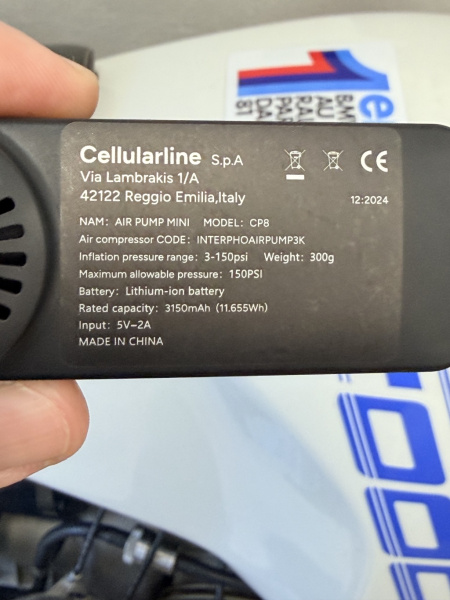 Cellularline S.p.A
Via Lambrakis 1/A
42122 Reggio Emilia,Italy
CE
12:2024
NAM: AIR PUMP MINI MODEL: CP8
Air compressor CODE: INTERPHOAIRPUMP3K
Inflation pressure range: 3-150psi Weight: 300g
Maximum allowable pressure: 150PSI
Battery: Lithium-ion battery
Rated capacity: 3150mAh (11.655Wh)
Input: 5V-2A
MADE IN CHINA
1e